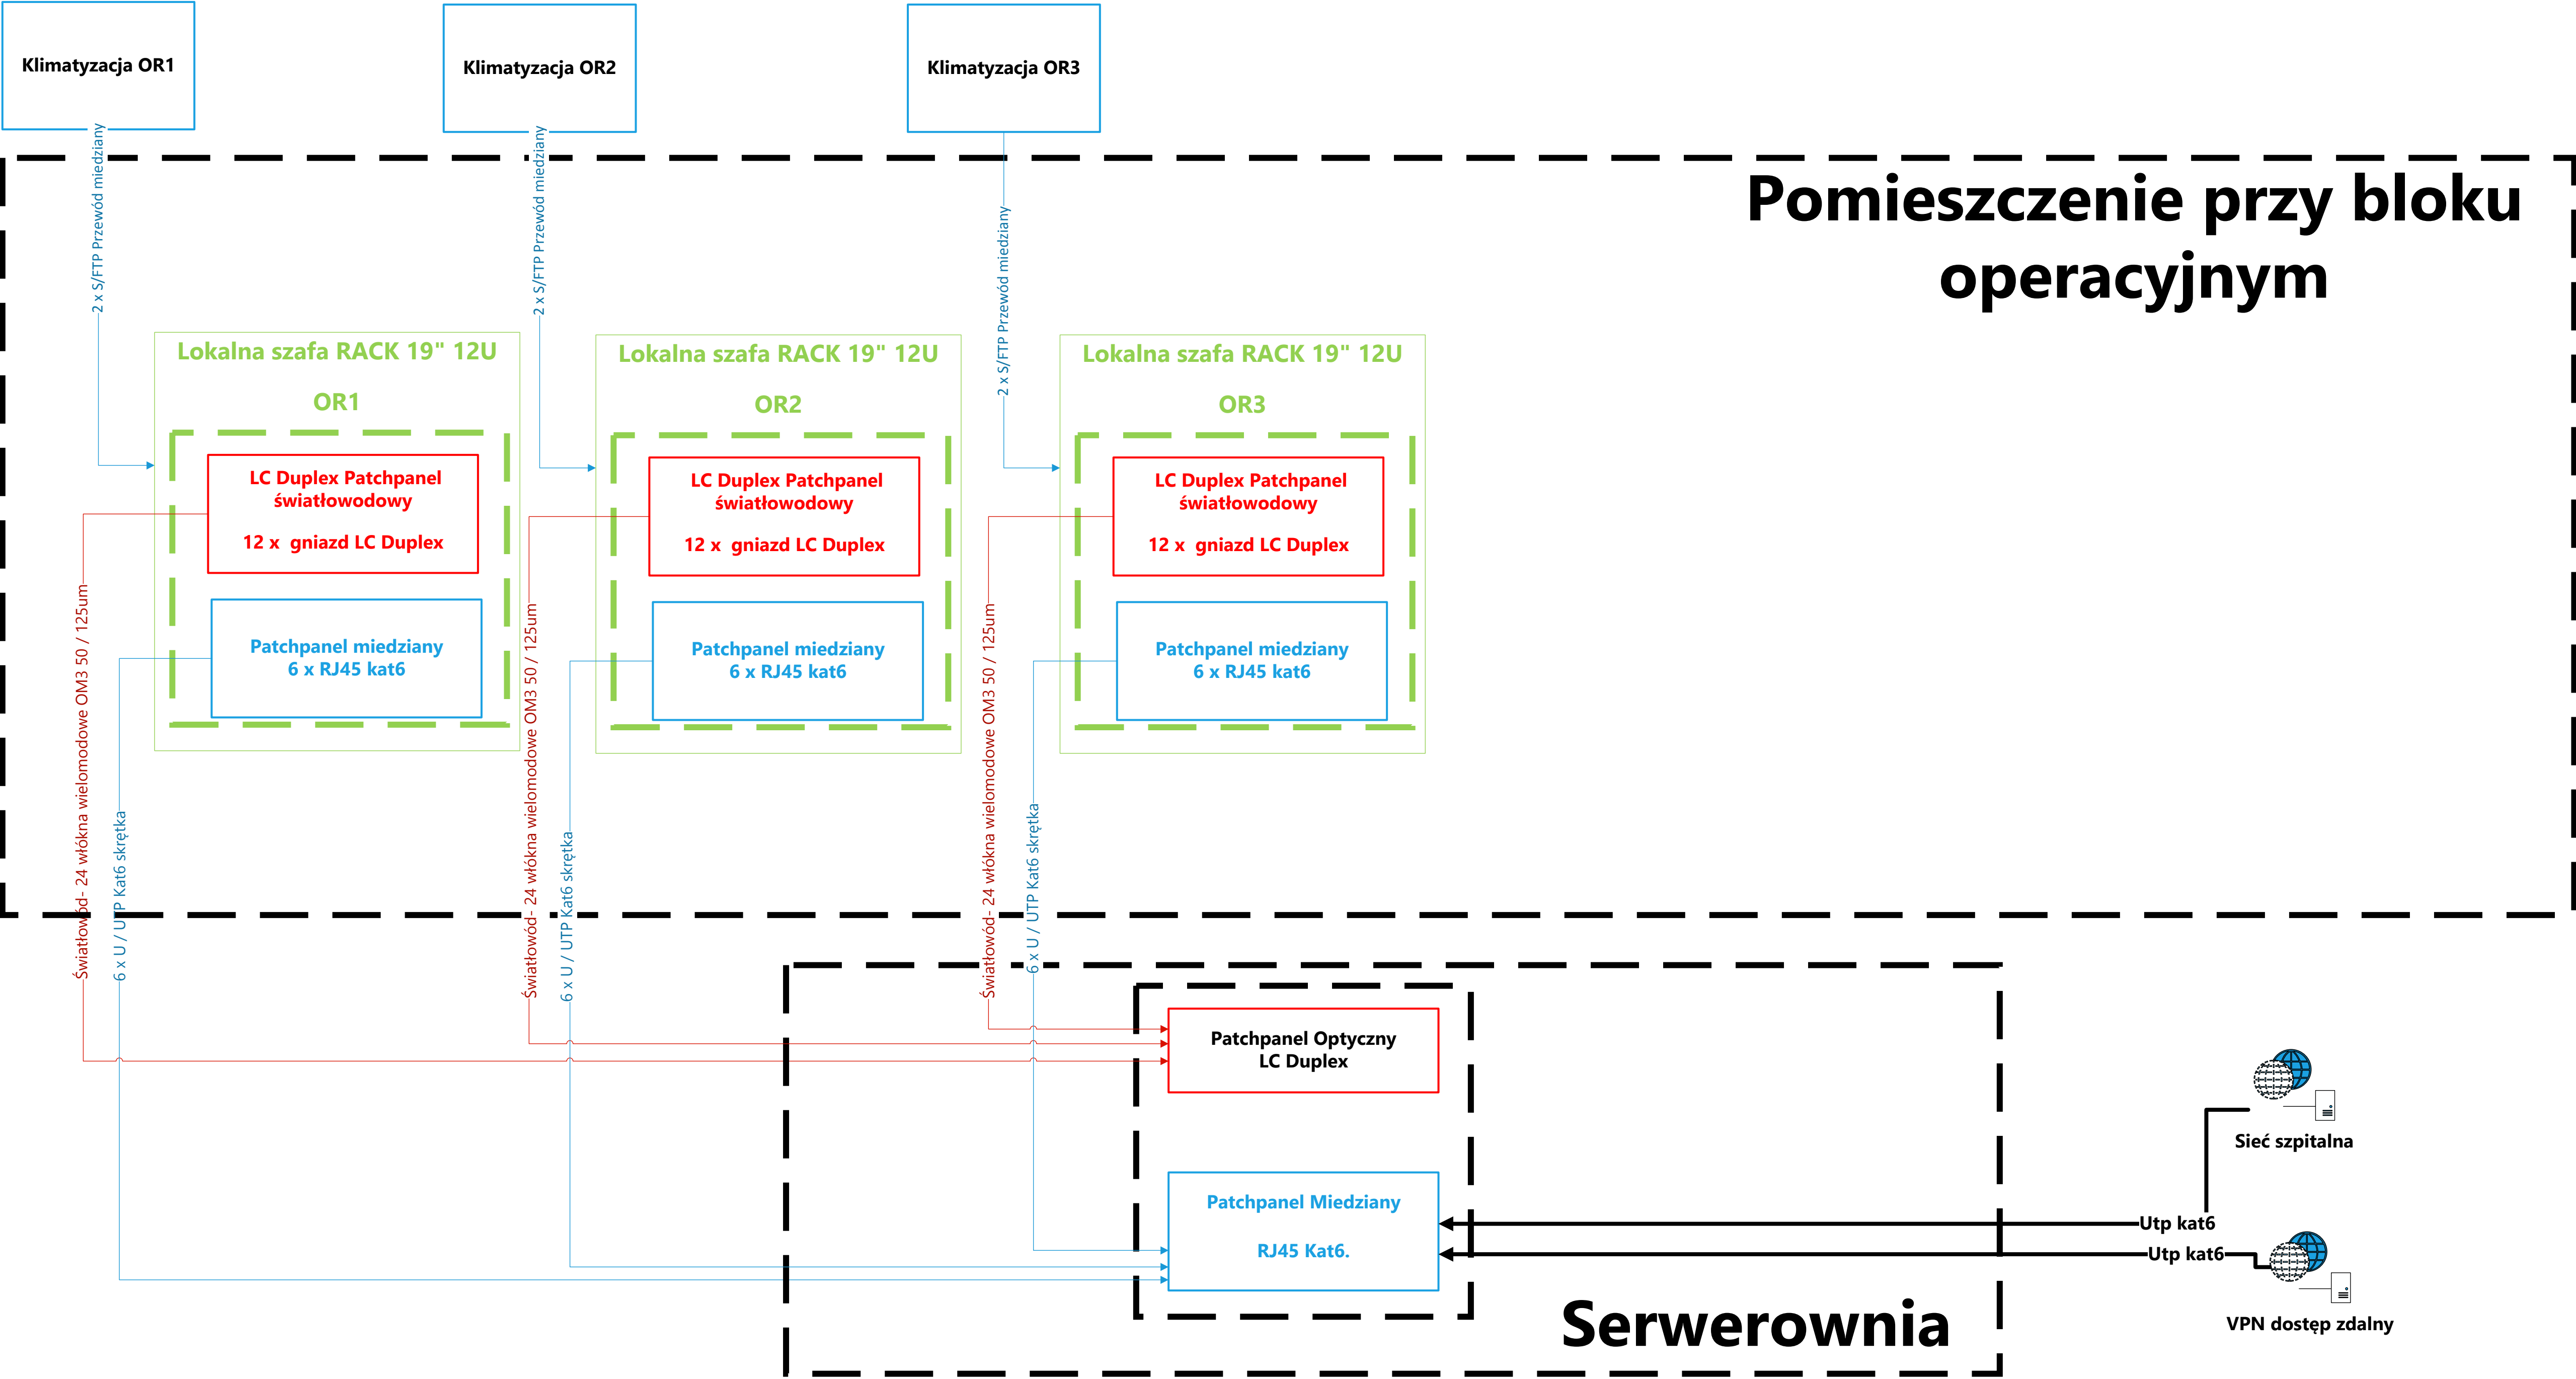 Klimatyzacja OR1
Klimatyzacja OR2
Klimatyzacja OR3
2 x S/FTP Przewód miedziany
2 x S/FTP Przewód miedziany
2 x S/FTP Przewód miedziany
Pomieszczenie przy bloku
operacyjnym
Lokalna szafa RACK 19" 12U
OR1
LC Duplex Patchpanel
światłowodowy
12 x  gniazd LC Duplex
Patchpanel miedziany
6 x RJ45 kat6
Lokalna szafa RACK 19" 12U
OR2
LC Duplex Patchpanel
światłowodowy
12 x  gniazd LC Duplex
Patchpanel miedziany
6 x RJ45 kat6
Lokalna szafa RACK 19" 12U
OR3
LC Duplex Patchpanel
światłowodowy
12 x  gniazd LC Duplex
Patchpanel miedziany
6 x RJ45 kat6
Światłowód- 24 włókna wielomodowe OM3 50 / 125um
6 x U / UTP Kat6 skrętka
Światłowód- 24 włókna wielomodowe OM3 50 / 125um
6 x U / UTP Kat6 skrętka
Światłowód- 24 włókna wielomodowe OM3 50 / 125um
6 x U / UTP Kat6 skrętka
Patchpanel Optyczny
LC Duplex
Patchpanel Miedziany
RJ45 Kat6.
Serwerownia
Sieć szpitalna
Utp kat6
Utp kat6
VPN dostęp zdalny